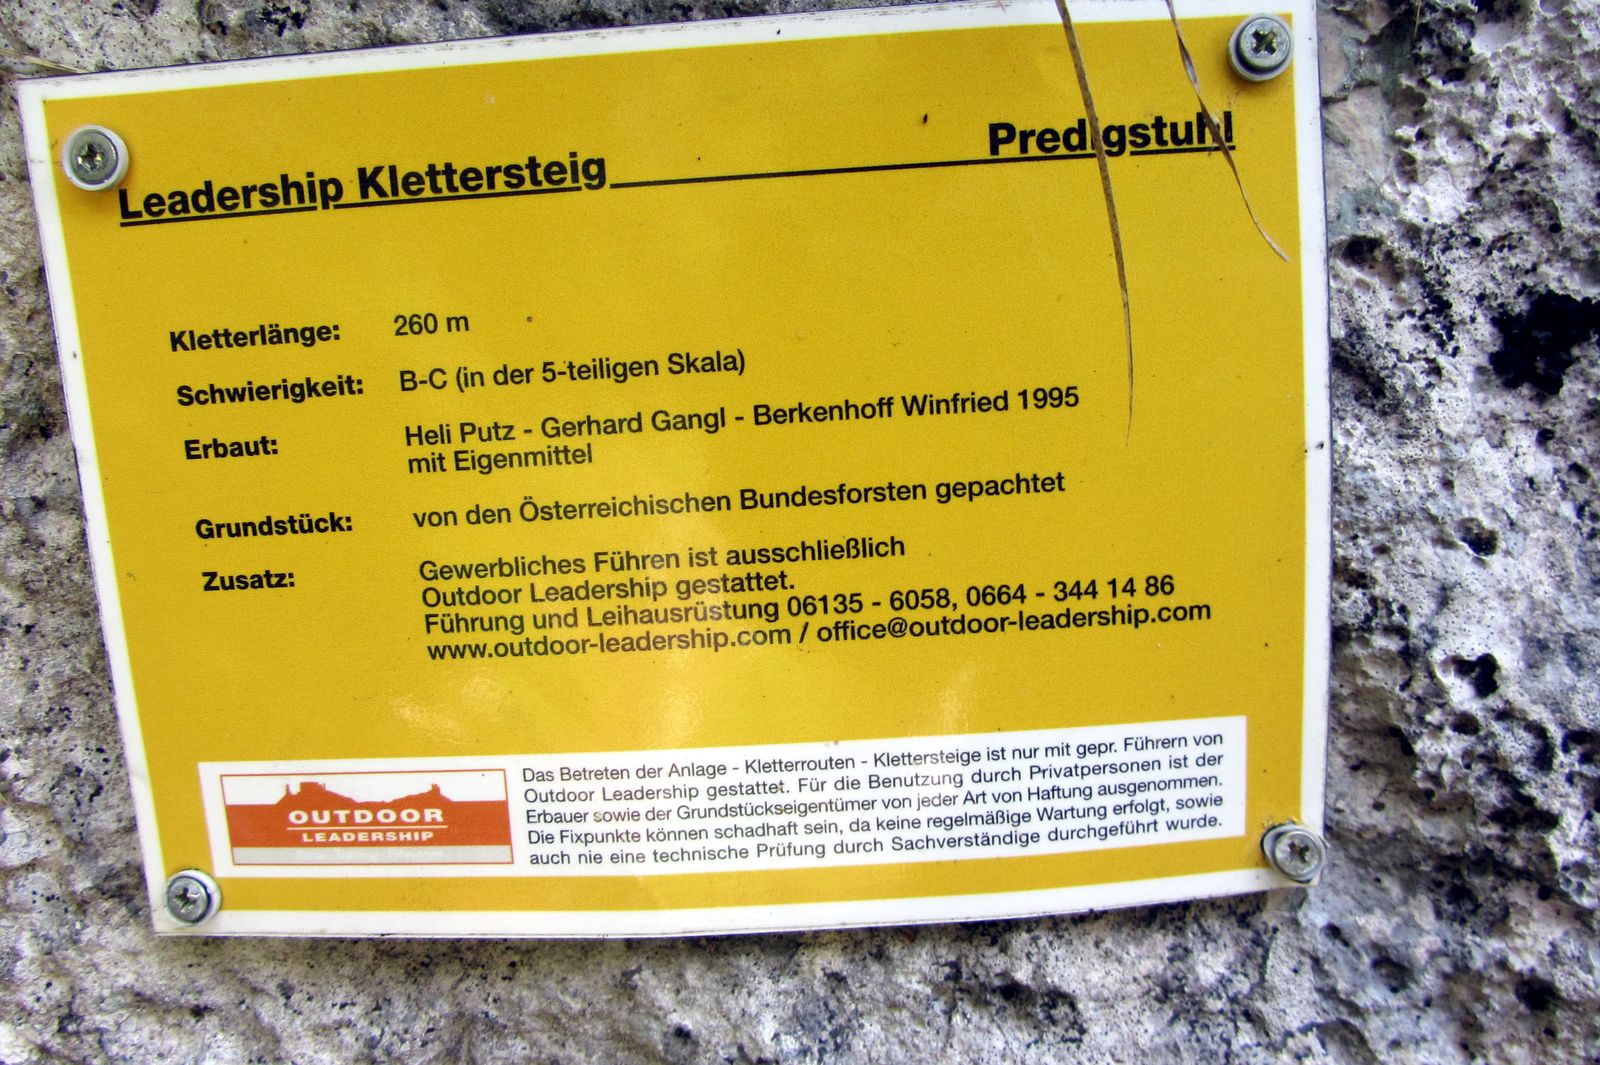 Leadership Klettersteig Predigstuhl
Kletterlänge: 260 m
Schwierigkeit: B-C (in der 5-teiligen Skala)
Erbaut: Heli Putz - Gerhard Gangl - Berkenhoff Winfried 1995
mit Eigenmittel
Grundstück: von den Österreichischen Bundesforsten gepachtet
Zusatz: Gewerbliches Führen ist ausschließlich
Outdoor Leadership gestattet.
Führung und Leihausrüstung 06135 - 6058, 0664 - 344 14 86
www.outdoor-leadership.com / office@outdoor-leadership.com
OUTDOOR
LEADERSHIP
Das Betreten der Anlage - Kletterrouten - Klettersteige ist nur mit gepr. Führern von
Outdoor Leadership gestattet. Für die Benutzung durch Privatpersonen ist der
Erbauer sowie der Grundstückseigentümer von jeder Art von Haftung ausgenommen.
Die Fixpunkte können schadhaft sein, da keine regelmäßige Wartung erfolgt, sowie
auch nie eine technische Prüfung durch Sachverständige durchgeführt wurde.